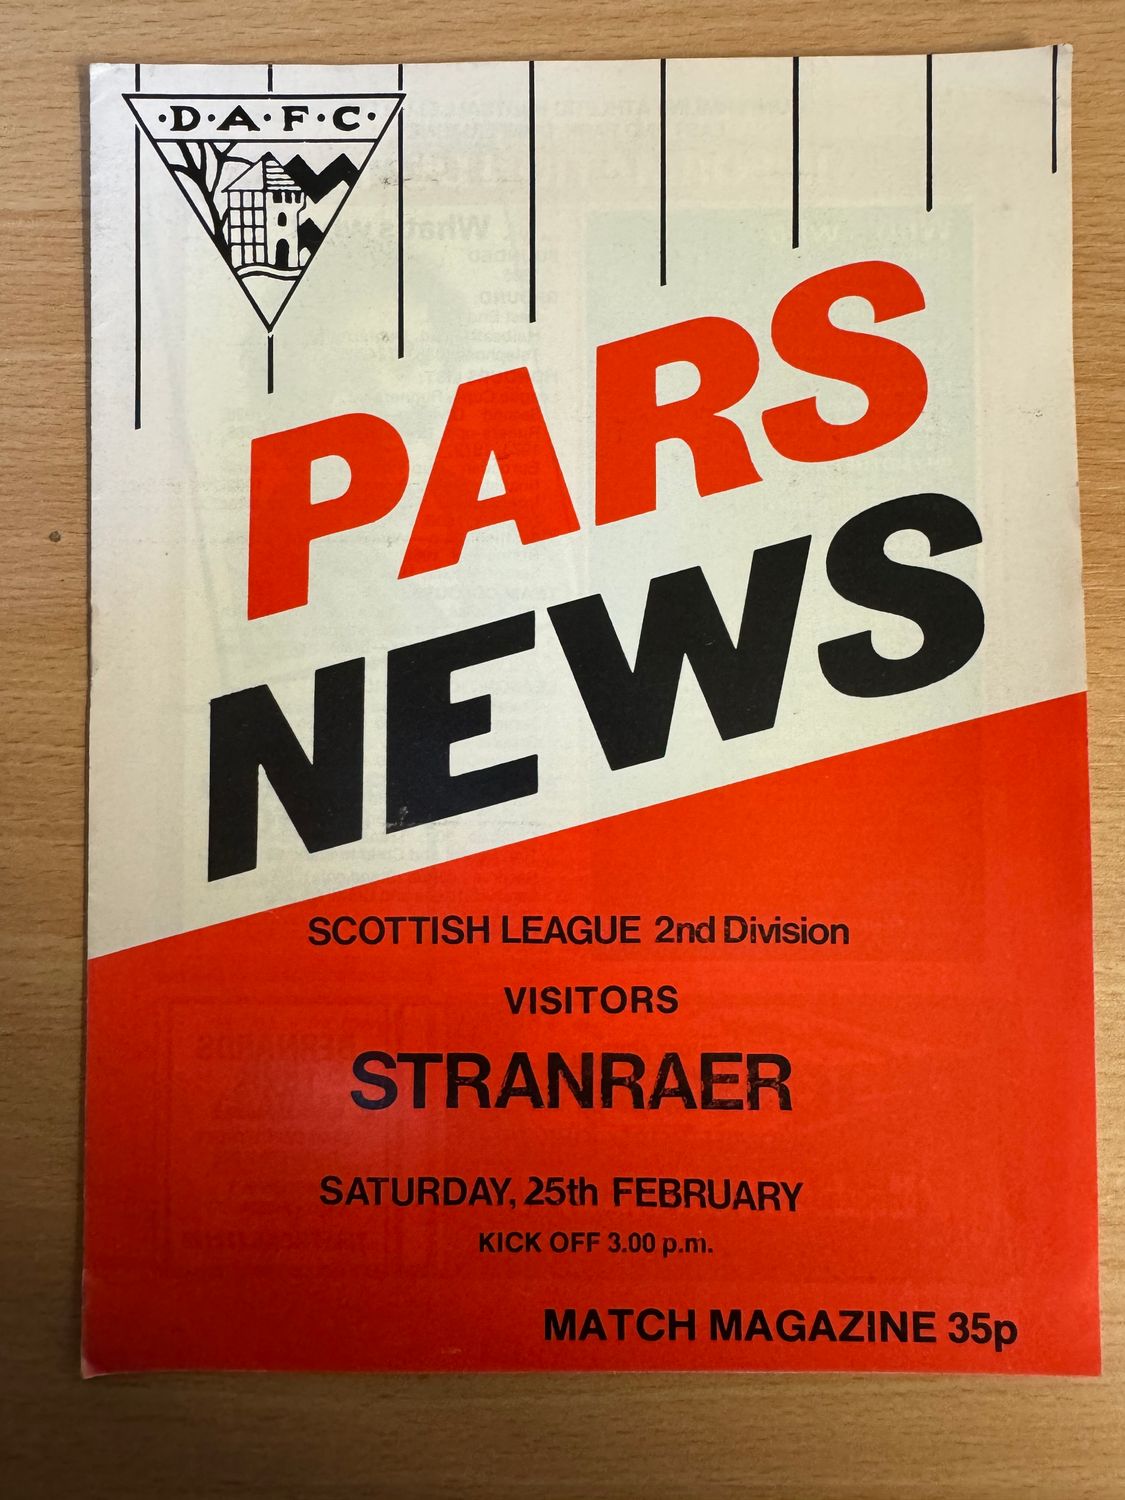 ·D·A·F·C·
PARS
NEWS
SCOTTISH LEAGUE 2nd Division
VISITORS
STRANRAER
SATURDAY, 25th FEBRUARY
KICK OFF 3.00 p.m.
MATCH MAGAZINE 35p